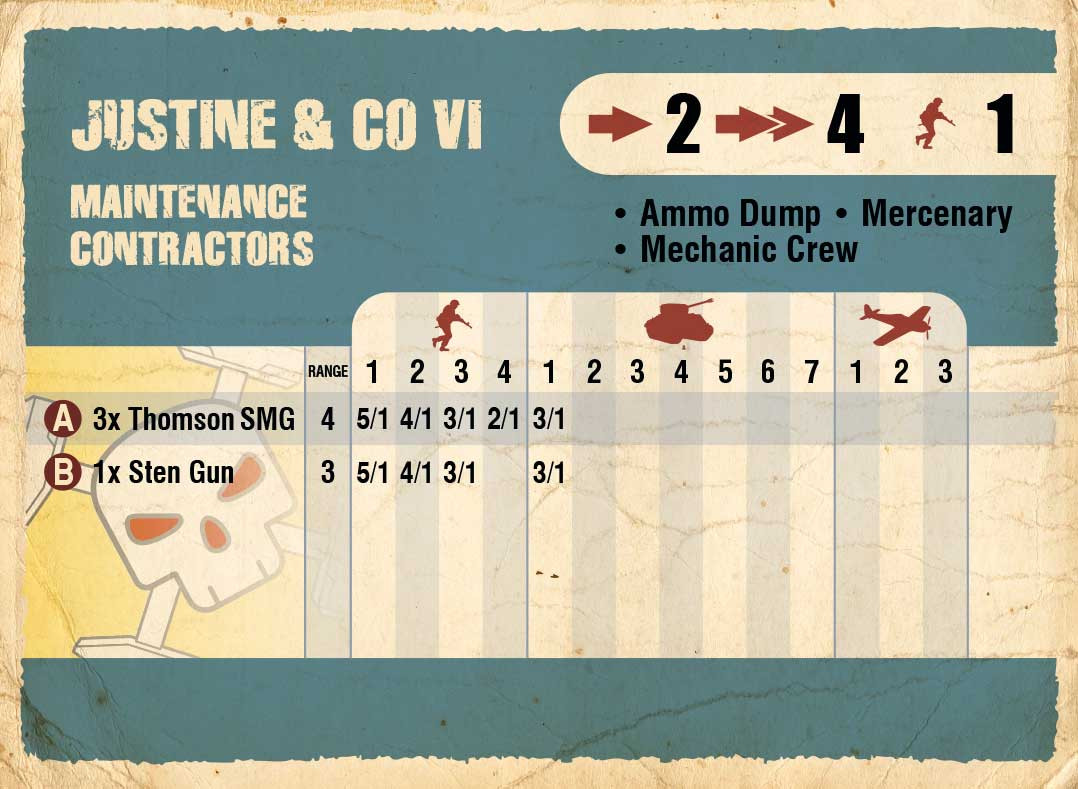 JUSTINE & CO VI
2 4 1
MAINTENANCE
CONTRACTORS
• Ammo Dump • Mercenary
• Mechanic Crew
RANGE 1 2 3 4 1 2 3 4 5 6 7 1 2 3
A 3x Thomson SMG 4 5/1 4/1 3/1 2/1 3/1
B 1x Sten Gun 3 5/1 4/1 3/1 3/1